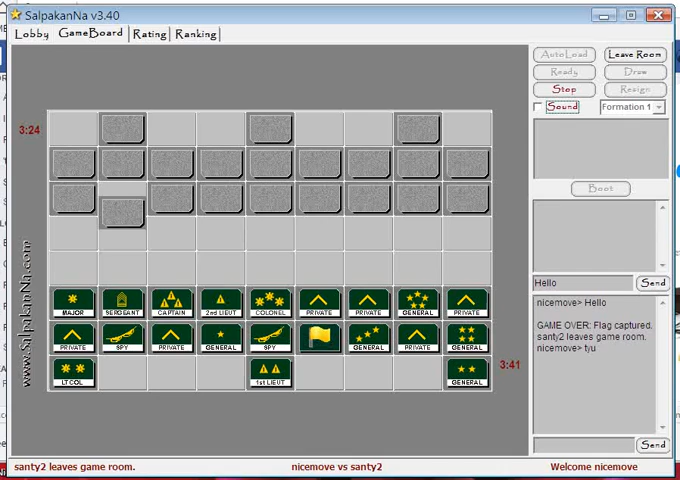 SalpakanNa v3.40
Lobby GameBoard Rating Ranking
AutoLoad Leave Room
Ready Draw
Stop Resign
Sound Formation 1
3:24
Boot
Hello Send
nicemove> Hello
GAME OVER: Flag captured.
santy2 leaves game room.
nicemove> tyu
www.SalpakanNa.com
MAJOR SERGEANT CAPTAIN 2nd LIEUT COLONEL PRIVATE PRIVATE GENERAL PRIVATE
PRIVATE SPY PRIVATE GENERAL SPY GENERAL PRIVATE GENERAL
LTCOL 1st LIEUT GENERAL
3:41
Send
santy2 leaves game room. nicemove vs santy2 Welcome nicemove